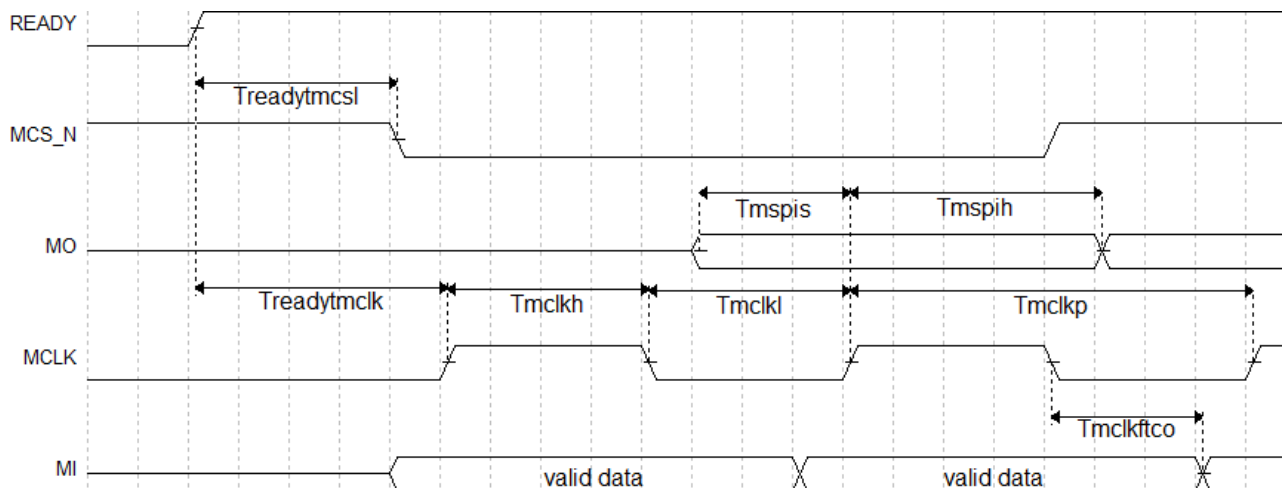 READY
Treadytmcsl
MCS_N
Tmspis
Tmspih
MO
Treadytmclk
Tmclkh
Tmclkl
Tmclkp
MCLK
Tmclkftco
MI
valid data
valid data